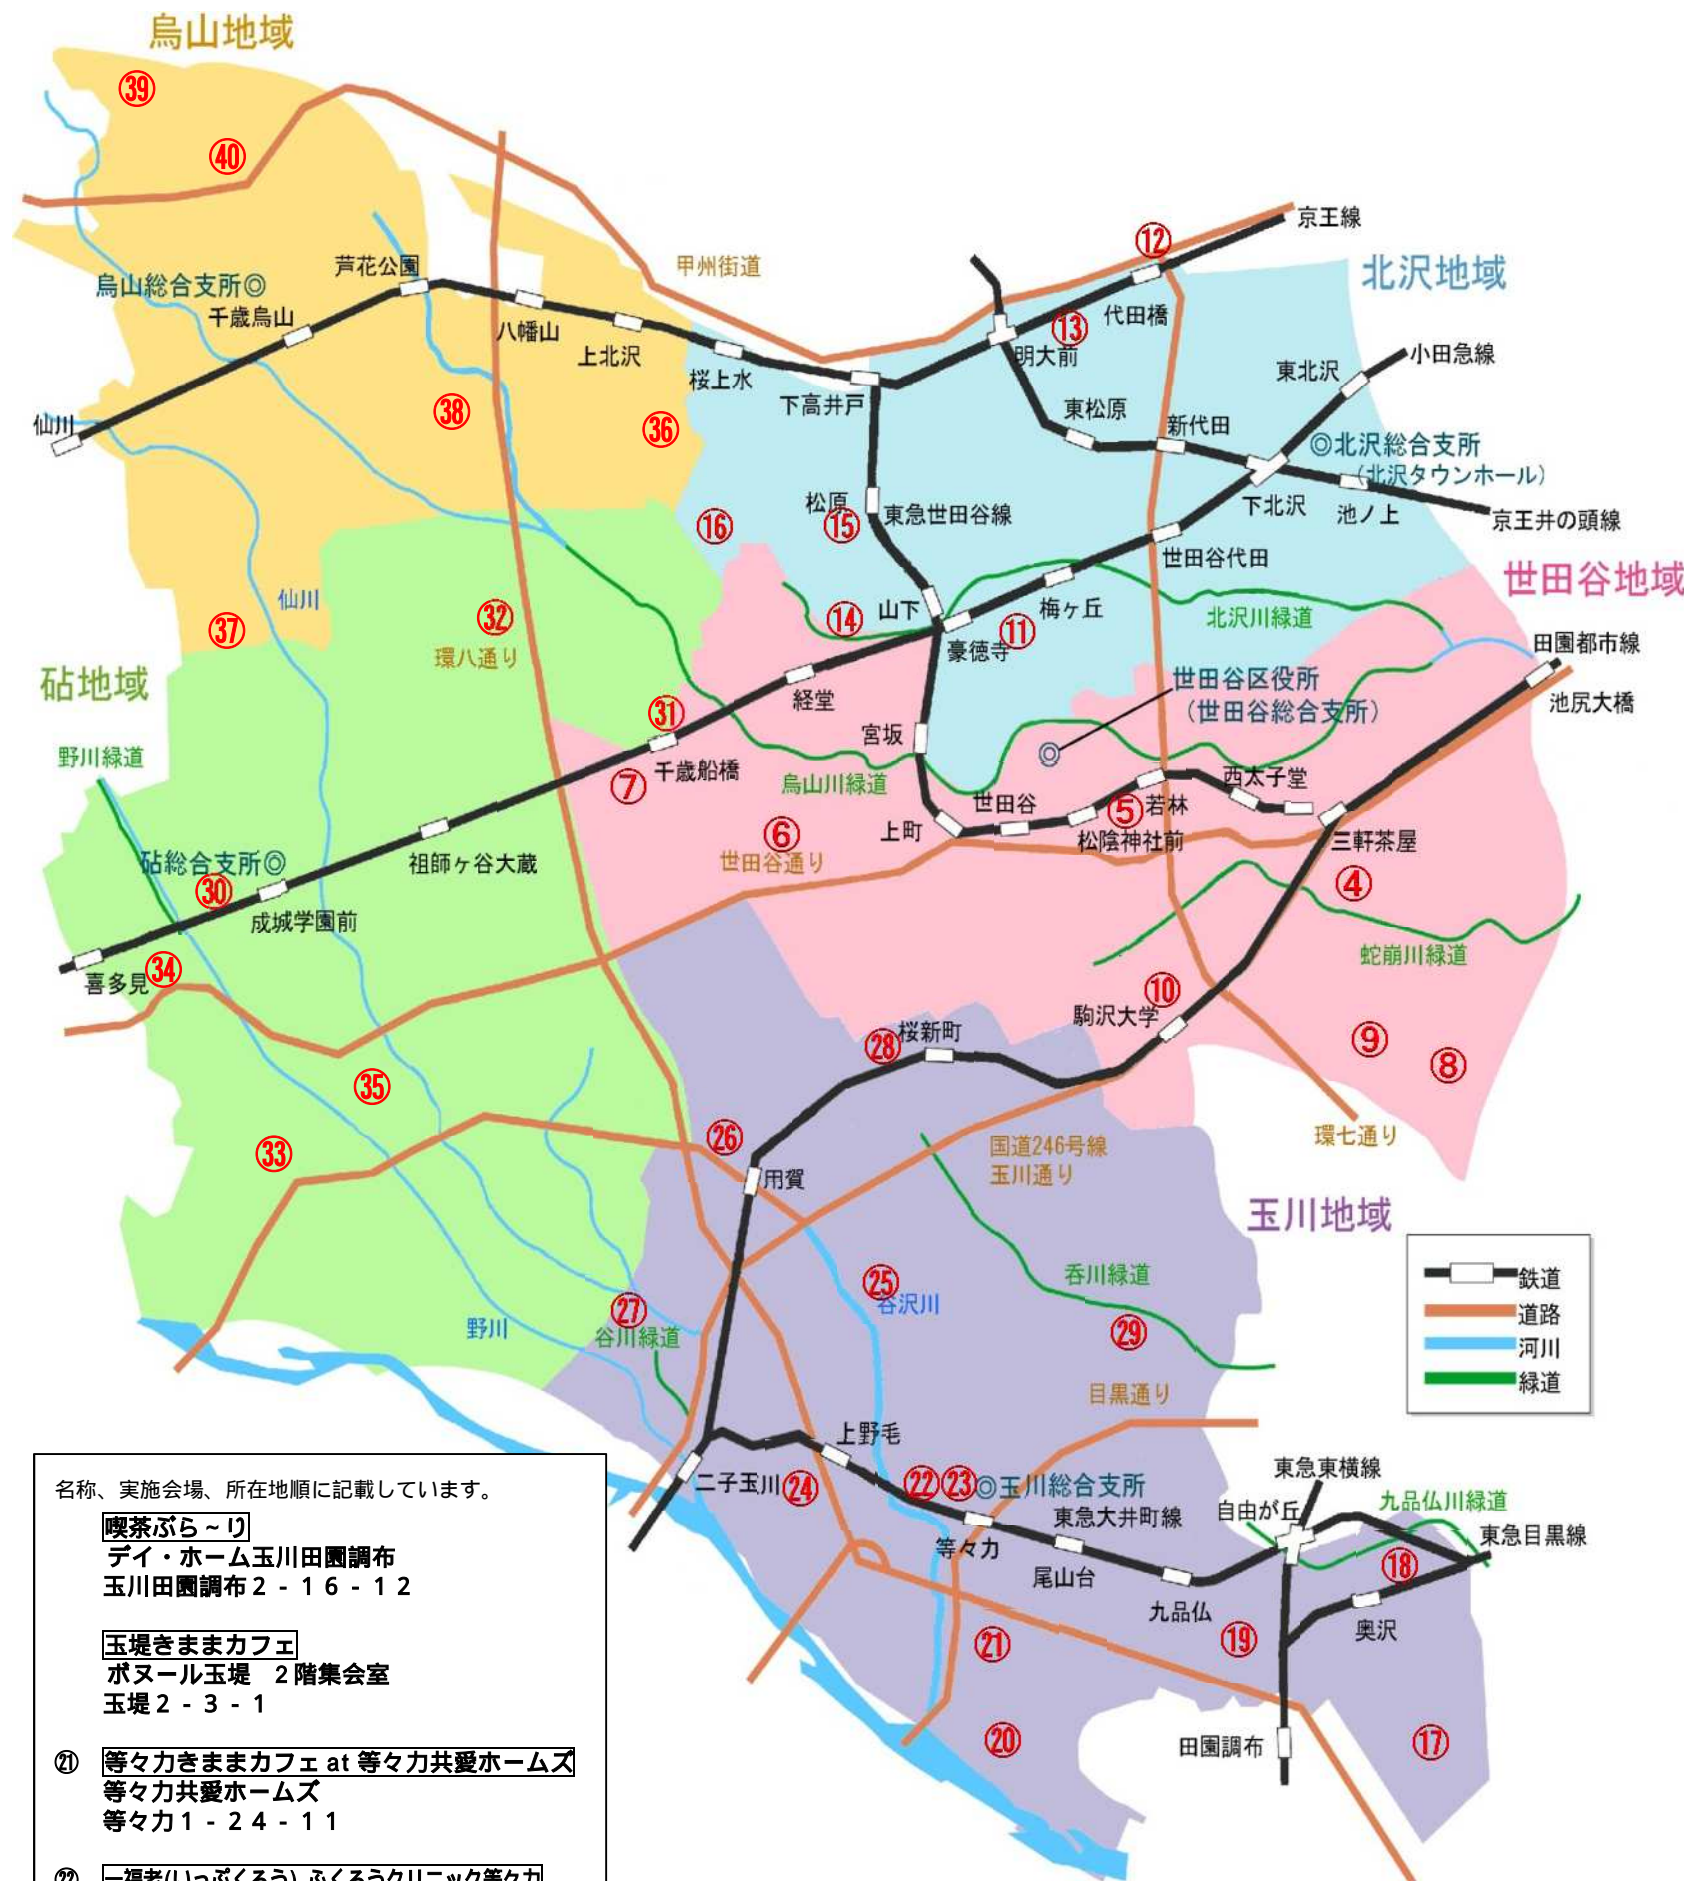 烏山地域
㊴
㊵
京王線
⑫
甲州街道
北沢地域
芦花公園
烏山総合支所◎
千歳烏山
八幡山
上北沢
代田橋
⑬
明大前
小田急線
東北沢
桜上水
下高井戸
東松原
新代田
仙川
㊳
㊱
◎北沢総合支所
(北沢タウンホール)
松原
⑮
⑯
東急世田谷線
下北沢
池ノ上
京王井の頭線
世田谷代田
世田谷地域
仙川
㉜
㊲
環八通り
山下
⑭
梅ヶ丘
⑪
北沢川緑道
豪徳寺
田園都市線
砧地域
世田谷区役所
(世田谷総合支所)
池尻大橋
経堂
㉛
宮坂
◎
野川緑道
千歳船橋
⑦
烏山川緑道
西太子堂
世田谷
⑤
若林
上町
松陰神社前
⑥
世田谷通り
三軒茶屋
砧総合支所◎
祖師ヶ谷大蔵
㉚
④
成城学園前
蛇崩川緑道
㉞
喜多見
⑩
駒沢大学
㉘
桜新町
⑨
⑧
㉟
環七通り
㉖
国道246号線
玉川通り
㉝
用賀
玉川地域
呑川緑道
㉕
谷沢川
㉗
野川
谷川緑道
㉙
鉄道
道路
河川
緑道
目黒通り
上野毛
二子玉川
㉔
㉒
㉓
◎玉川総合支所
東急東横線
九品仏川緑道
自由が丘
東急大井町線
東急目黒線
等々力
尾山台
⑱
九品仏
奥沢
⑲
㉑
⑳
田園調布
⑰
名称、実施会場、所在地順に記載しています。
喫茶ぶら～り
デイ・ホーム玉川田園調布
玉川田園調布２-１６-１２
玉堤きままカフェ
ボヌール玉堤　２階集会室
玉堤２-３-１
㉑ 等々力きままカフェ at 等々力共愛ホームズ
等々力共愛ホームズ
等々力１-２４-１１
㉒ 一福老(いっぷくろう) ふくろうクリニック等々力